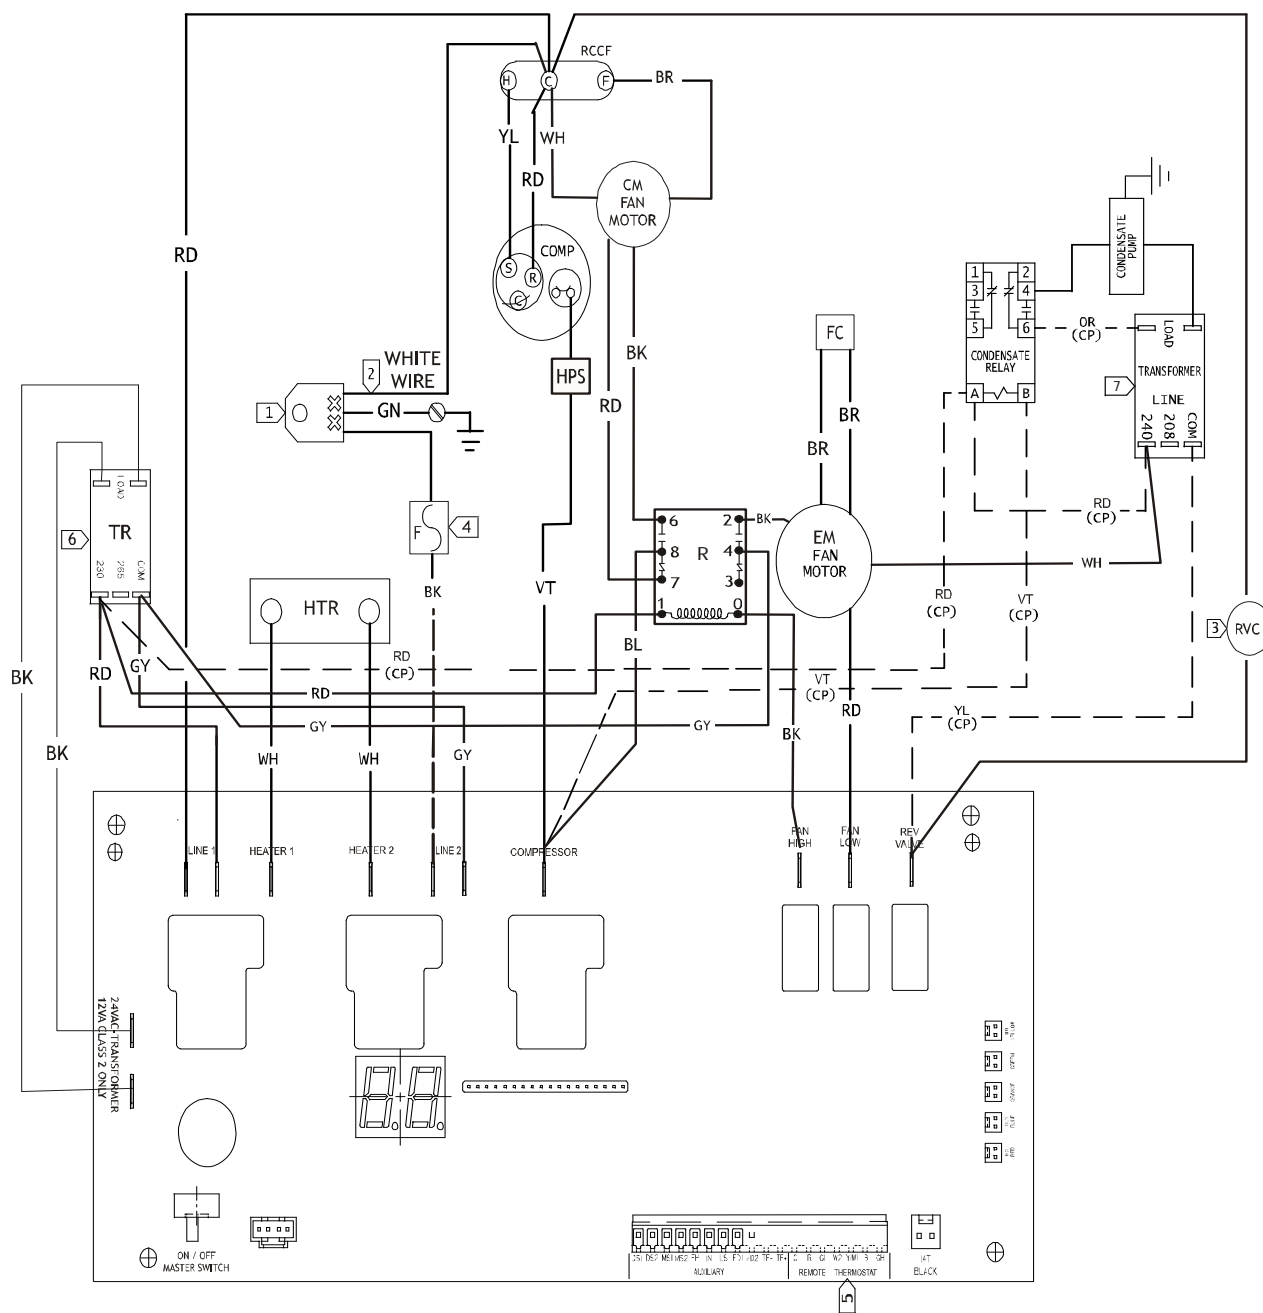 RCCF
H
C
F
BR
YL
WH
RD
CM
FAN
MOTOR
CONDENSATE
PUMP
RD
COMP
S
R
C
1
2
3
4
5
6
CONDENSATE
RELAY
A
B
OR
(CP)
LOAD
TRANSFORMER
LINE
240
208
COM
7
FC
BK
HPS
WHITE
WIRE
2
1
GN
RD
BR
BR
LOAD
TR
230
265
COM
6
F
4
6
2
BK
8
R
4
7
3
1
0
EM
FAN
MOTOR
RD
(CP)
WH
HTR
BK
VT
RD
(CP)
VT
(CP)
3
RVC
BL
RD
(CP)
RD
GY
BK
RD
VT
(CP)
RD
YL
(CP)
GY
GY
BK
BK
WH
WH
GY
LINE 1
HEATER 1
HEATER 2
LINE 2
COMPRESSOR
FAN
HIGH
FAN
LOW
REV
VALVE
24VAC-TRANSFORMER
12VA CLASS 2 ONLY
ON / OFF
MASTER SWITCH
AUXILIARY
REMOTE THERMOSTAT
IAT
BLACK
5